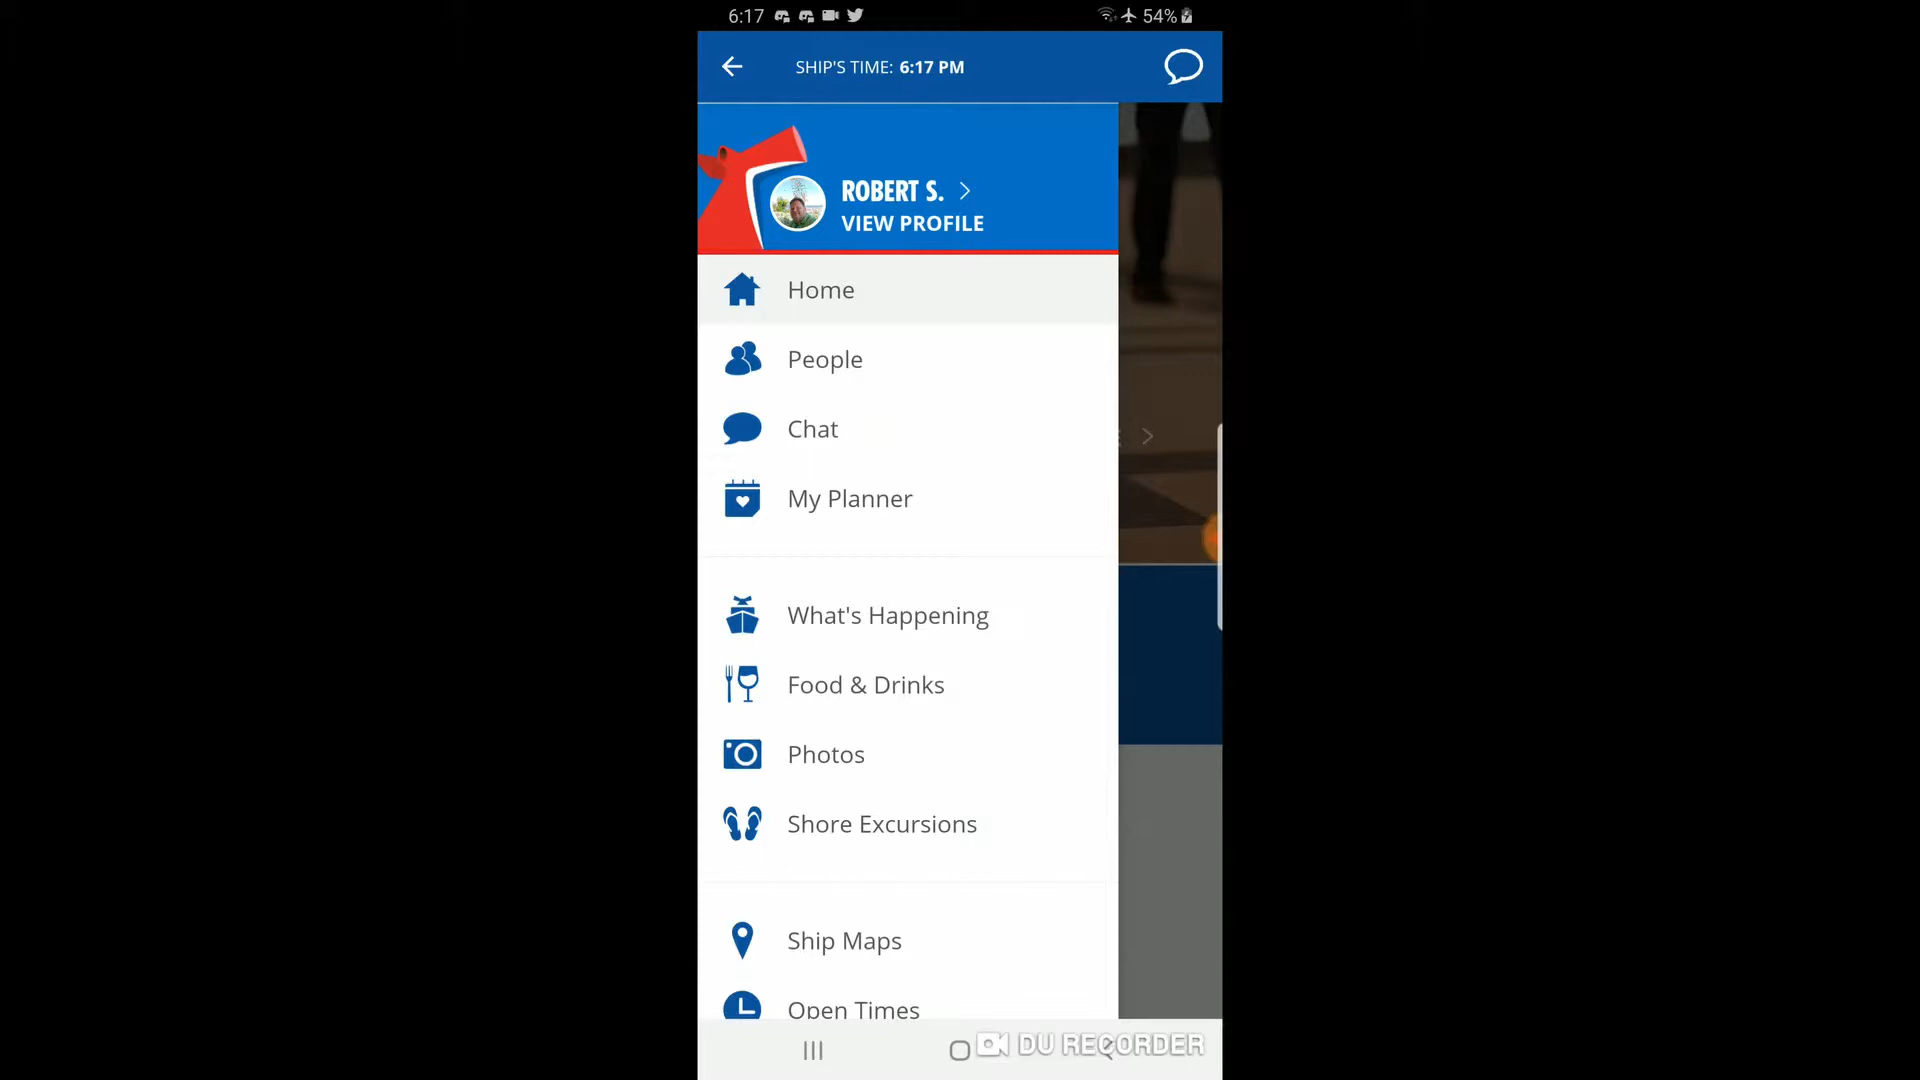 6:17
54%
SHIP'S TIME: 6:17 PM
ROBERT S.
VIEW PROFILE
Home
People
Chat
My Planner
What's Happening
Food & Drinks
Photos
Shore Excursions
Ship Maps
Open Times
DU RECORDER